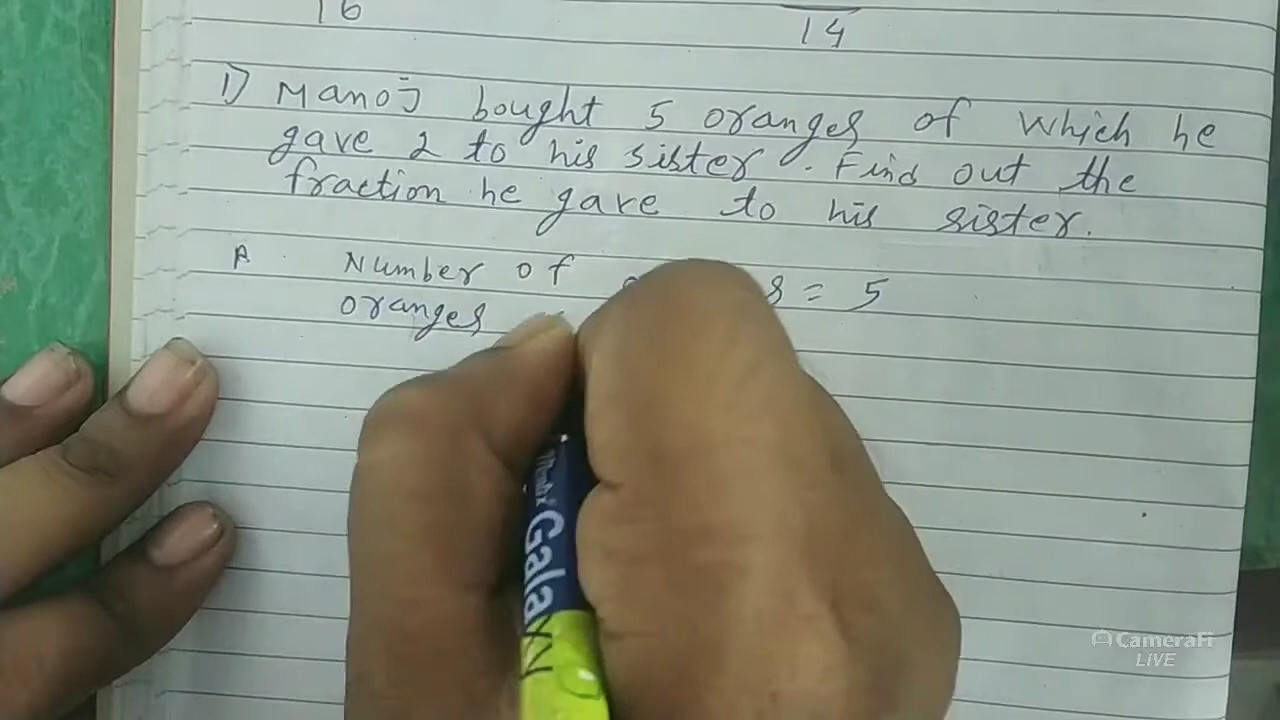 16
14
1) Manoj bought 5 oranges of which he
gave 2 to his sister. Find out the
fraction he gave to his sister.
A Number of = 5
oranges
Galaxy
CameraFi
LIVE